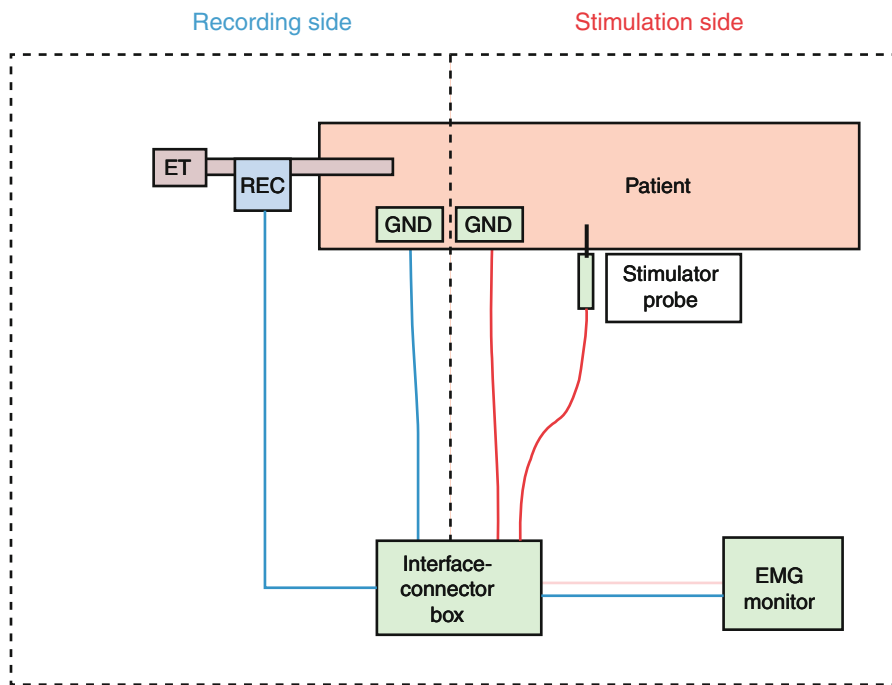 Recording side
Stimulation side
ET
REC
Patient
GND
GND
Stimulator
probe
Interface-
connector
box
EMG
monitor